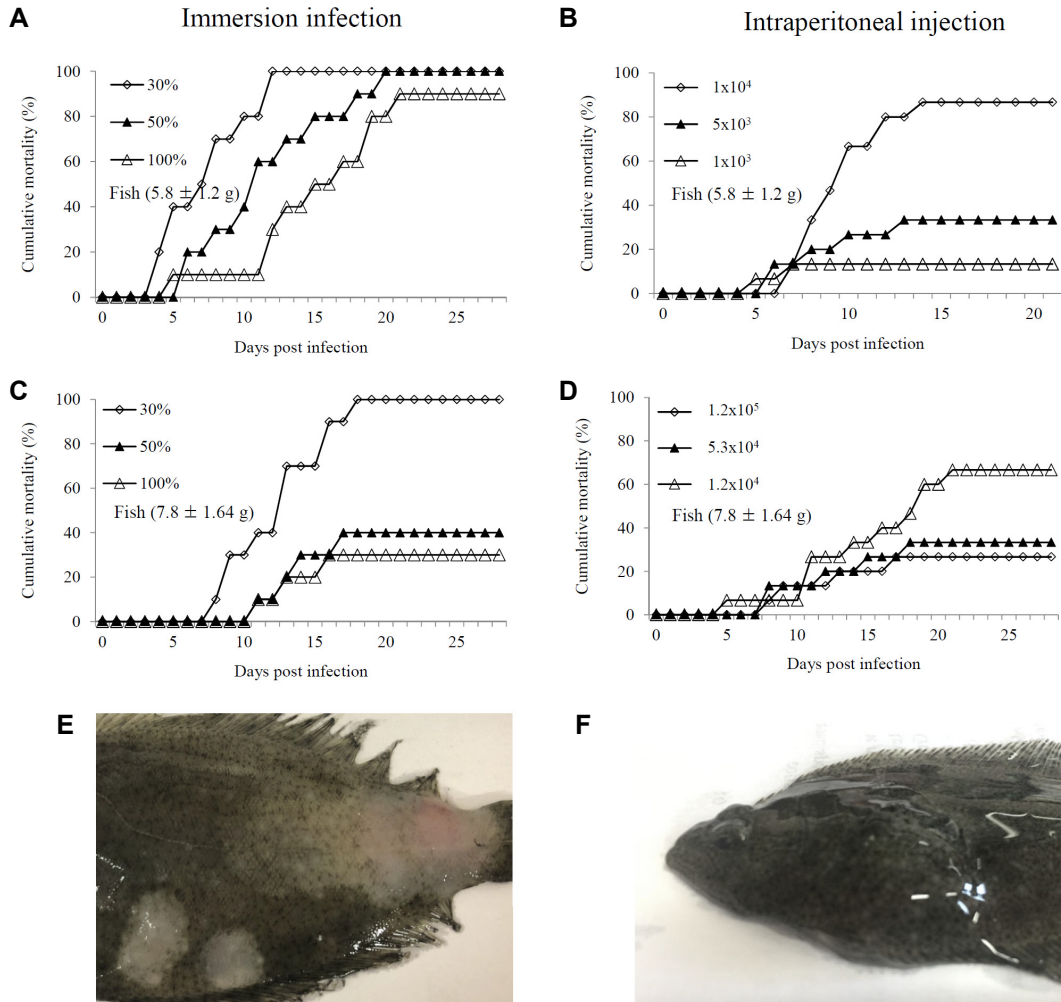 Immersion infection
Intraperitoneal injection
A
100
80
60
40
20
0
Cumulative mortality (%)
30%
50%
100%
Fish (5.8 ± 1.2 g)
0 5 10 15 20 25
Days post infection
B
100
80
60
40
20
0
Cumulative mortality (%)
1x10⁴
5x10³
1x10³
Fish (5.8 ± 1.2 g)
0 5 10 15 20
Days post infection
C
100
80
60
40
20
0
Cumulative mortality (%)
30%
50%
100%
Fish (7.8 ± 1.64 g)
0 5 10 15 20 25
Days post infection
D
100
80
60
40
20
0
Cumulative mortality (%)
1.2x10⁵
5.3x10⁴
1.2x10⁴
Fish (7.8 ± 1.64 g)
0 5 10 15 20 25
Days post infection
E
F